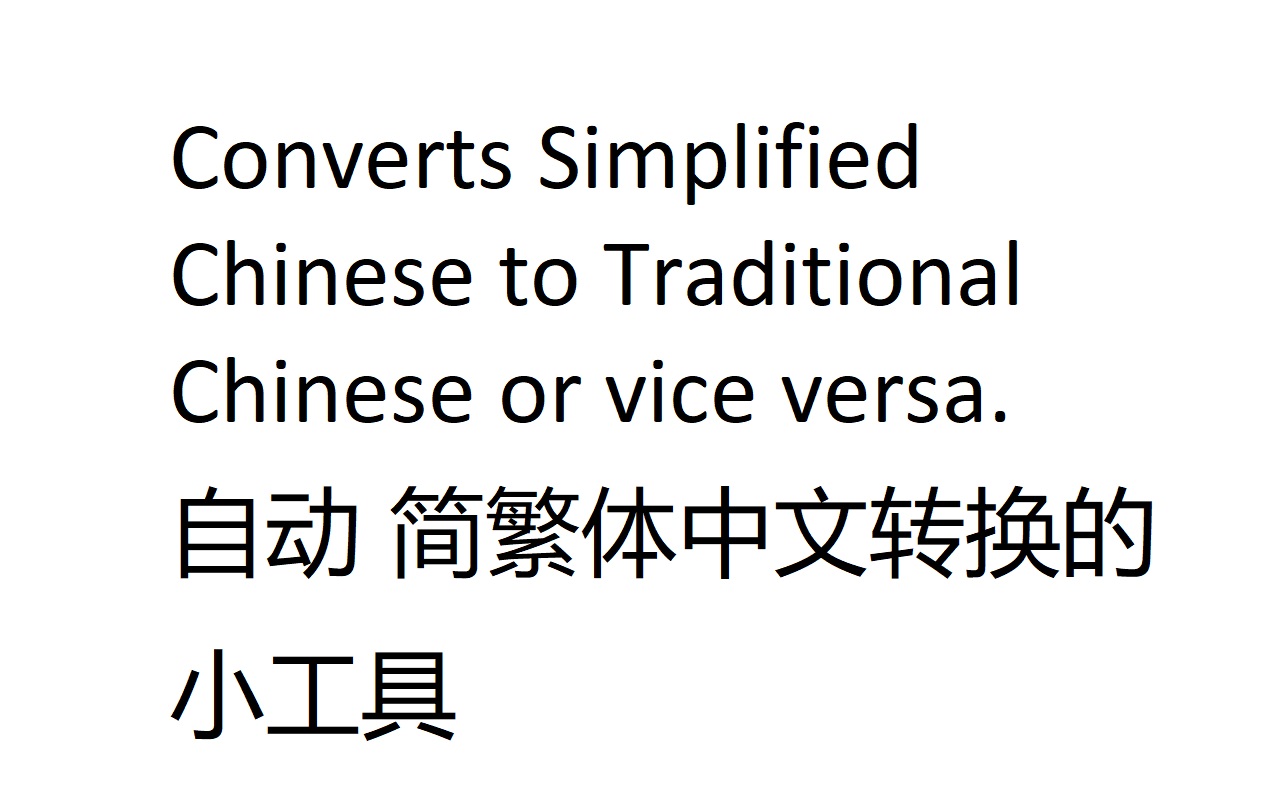 Converts Simplified
Chinese to Traditional
Chinese or vice versa.
自动 简繁体中文转换的
小工具